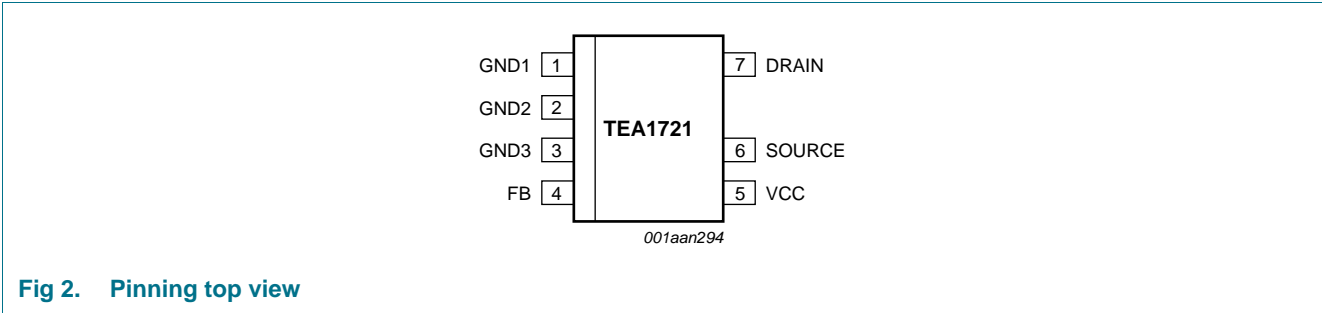 GND1 1 7 DRAIN
GND2 2
TEA1721
GND3 3 6 SOURCE
FB 4 5 VCC
001aan294
Fig 2. Pinning top view